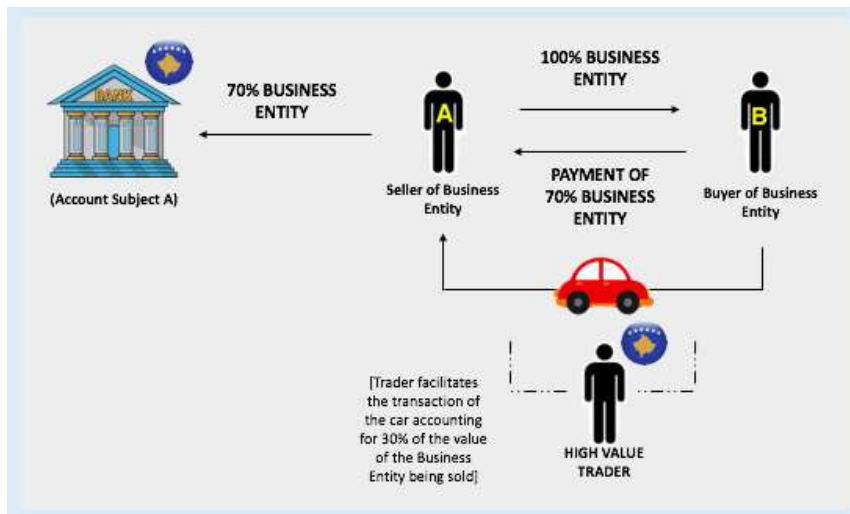 BANK
(Account Subject A)
70% BUSINESS
ENTITY
A
Seller of Business
Entity
100% BUSINESS
ENTITY
PAYMENT OF
70% BUSINESS
ENTITY
B
Buyer of Business
Entity
[Trader facilitates
the transaction of
the car accounting
for 30% of the value
of the Business
Entity being sold]
HIGH VALUE
TRADER